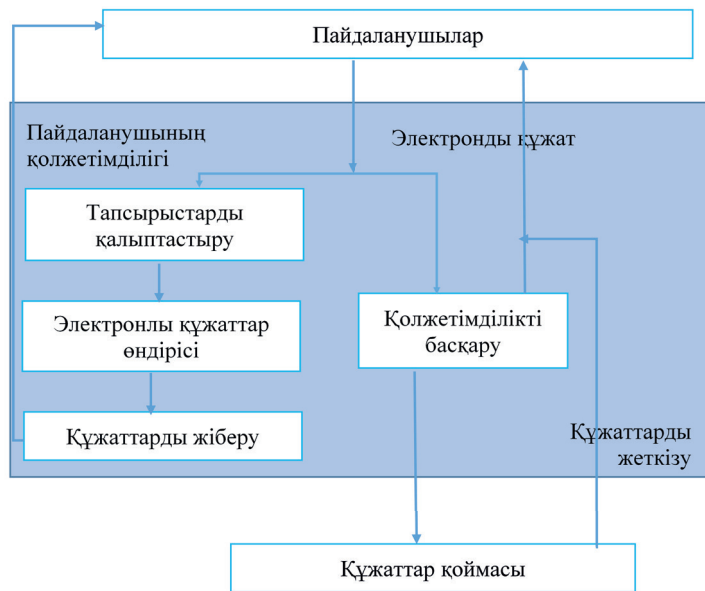 Пайдаланушылар
Пайдаланушының
қолжетімділігі
Электронды құжат
Тапсырыстарды
қалыптастыру
Электронлы құжаттар
өндірісі
Қолжетімділікті
басқару
Құжаттарды жіберу
Құжаттарды
жеткізу
Құжаттар қоймасы